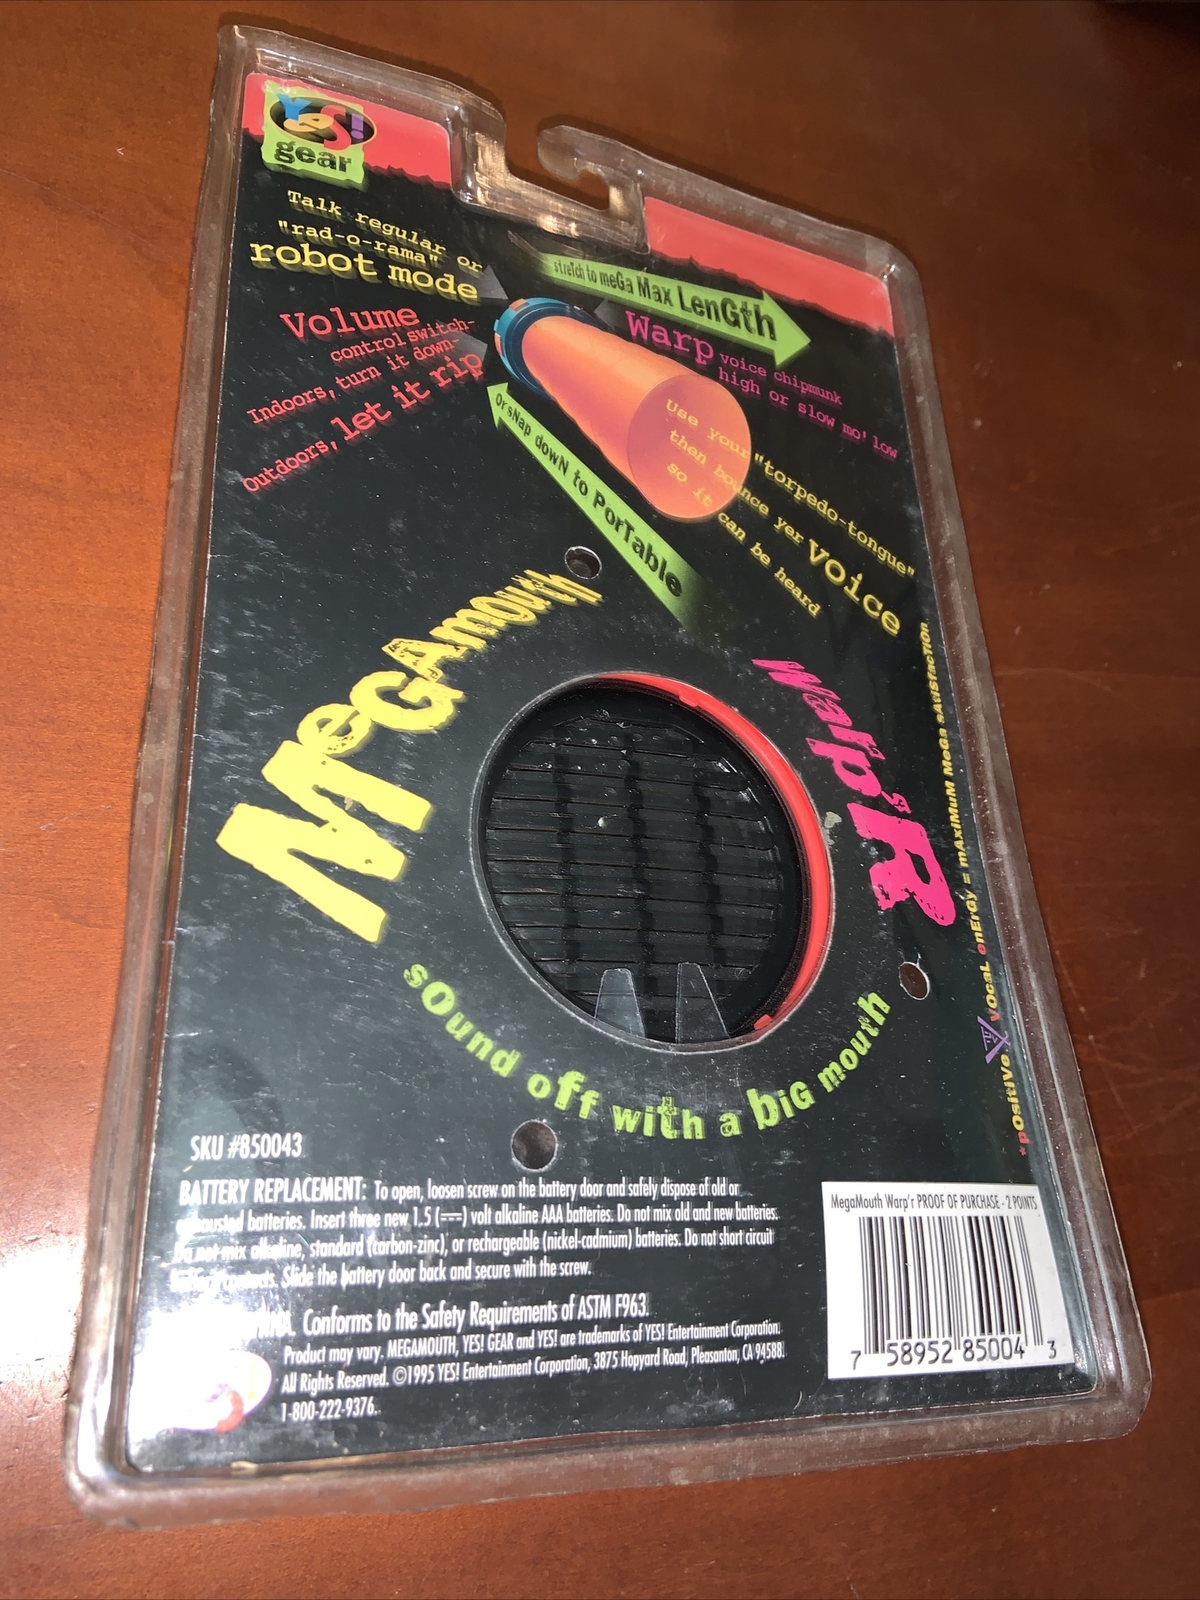 YeS!
gear
Talk regular or
"rad-o-rama"
robot mode
stretch to meGa Max LenGth
Volume
control switch-
Indoors, turn it down-
Outdoors, let it rip
Warp voice chipmunk
high or slow mo' low
Or sNap dowN to PorTable
Use your "torpedo-tongue"
then bounce yer voice
so it can be heard
MeGAmouth
warp'R
sOund off with a biG mouth
*pOsitive vOcaL enErGy = mAxiMuM MeGa sAtiSfacTion
SKU #850043
BATTERY REPLACEMENT: To open, loosen screw on the battery door and safely dispose of old or
exhausted batteries. Insert three new 1.5 (===) volt alkaline AAA batteries. Do not mix old and new batteries.
Do not mix alkaline, standard (carbon-zinc), or rechargeable (nickel-cadmium) batteries. Do not short circuit
contacts. Slide the battery door back and secure with the screw.
Conforms to the Safety Requirements of ASTM F963.
Product may vary. MEGAMOUTH, YES! GEAR and YES! are trademarks of YES! Entertainment Corporation.
All Rights Reserved. ©1995 YES! Entertainment Corporation, 3875 Hopyard Road, Pleasanton, CA 94588.
1-800-222-9376.
MegaMouth Warp'r PROOF OF PURCHASE - 2 POINTS
7 58952 85004 3